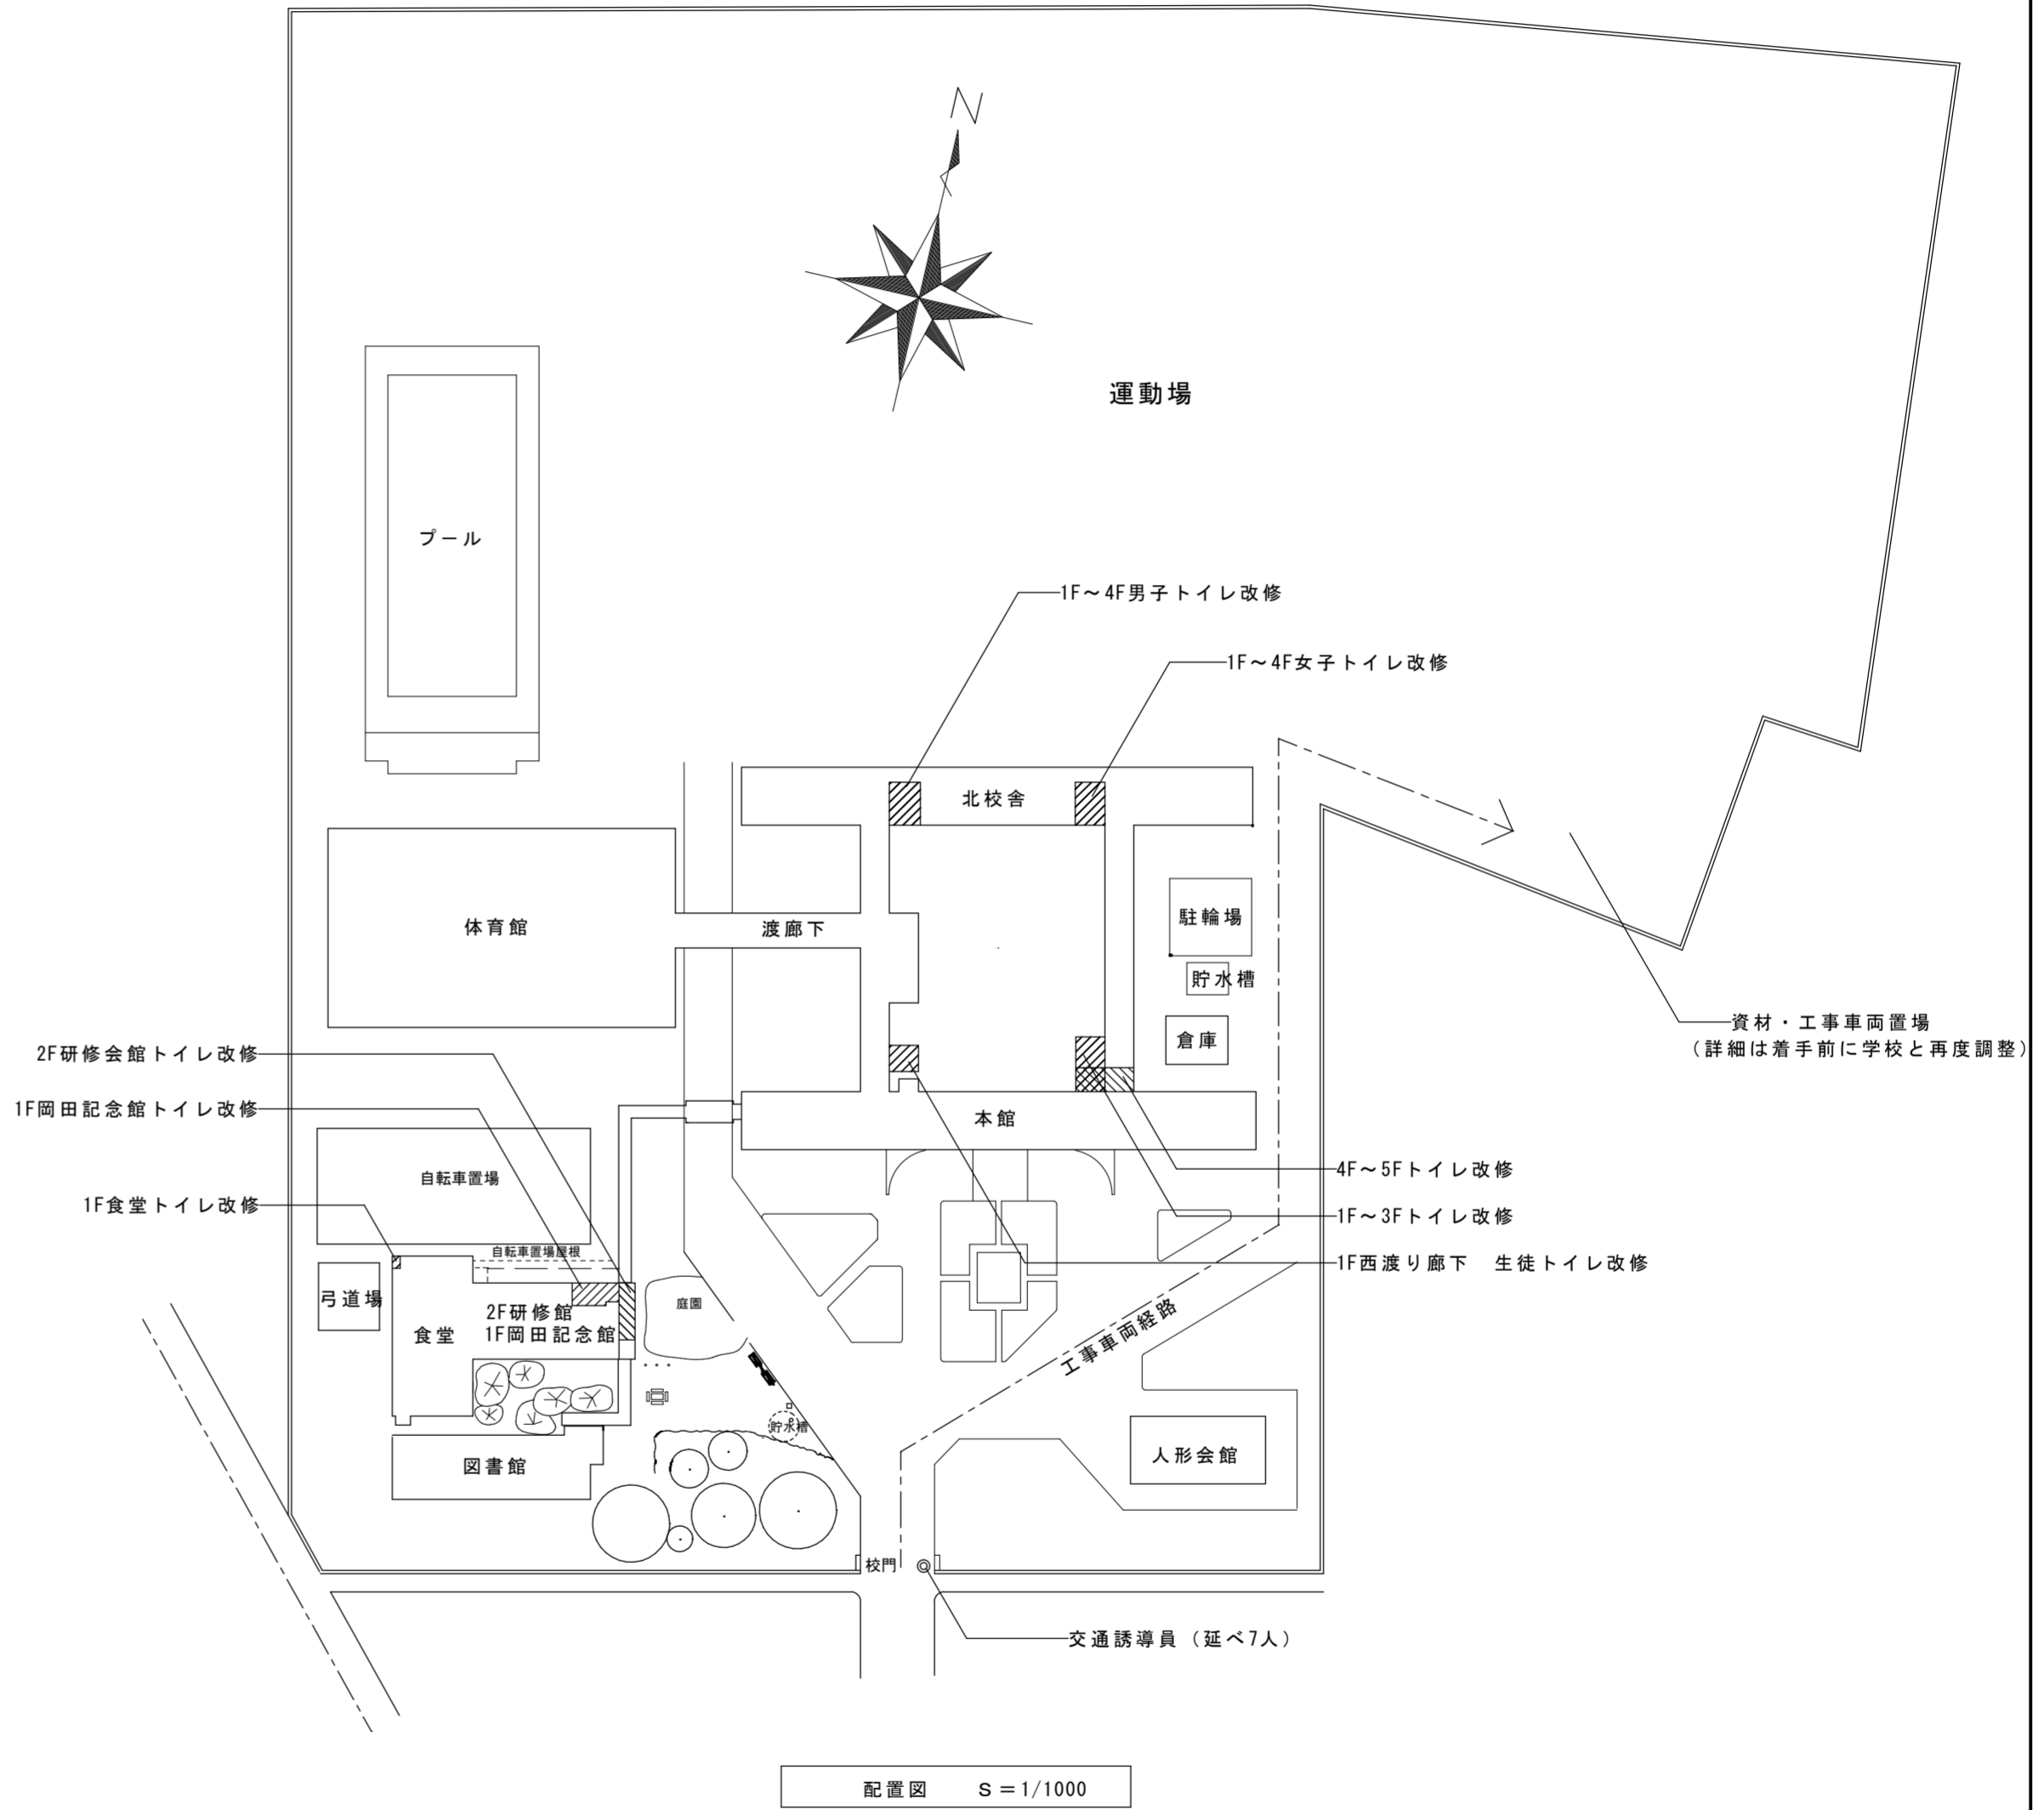 N
運動場
プール
1F～4F男子トイレ改修
1F～4F女子トイレ改修
北校舎
体育館
渡廊下
駐輪場
貯水槽
資材・工事車両置場
（詳細は着手前に学校と再度調整）
倉庫
2F研修会館トイレ改修
1F岡田記念館トイレ改修
本館
自転車置場
4F～5Fトイレ改修
1F食堂トイレ改修
1F～3Fトイレ改修
自転車置場屋根
1F西渡り廊下　生徒トイレ改修
弓道場
庭園
2F研修館
1F岡田記念館
食堂
工事車両経路
貯水槽
人形会館
図書館
校門
交通誘導員（延べ7人）
配置図　S＝1/1000